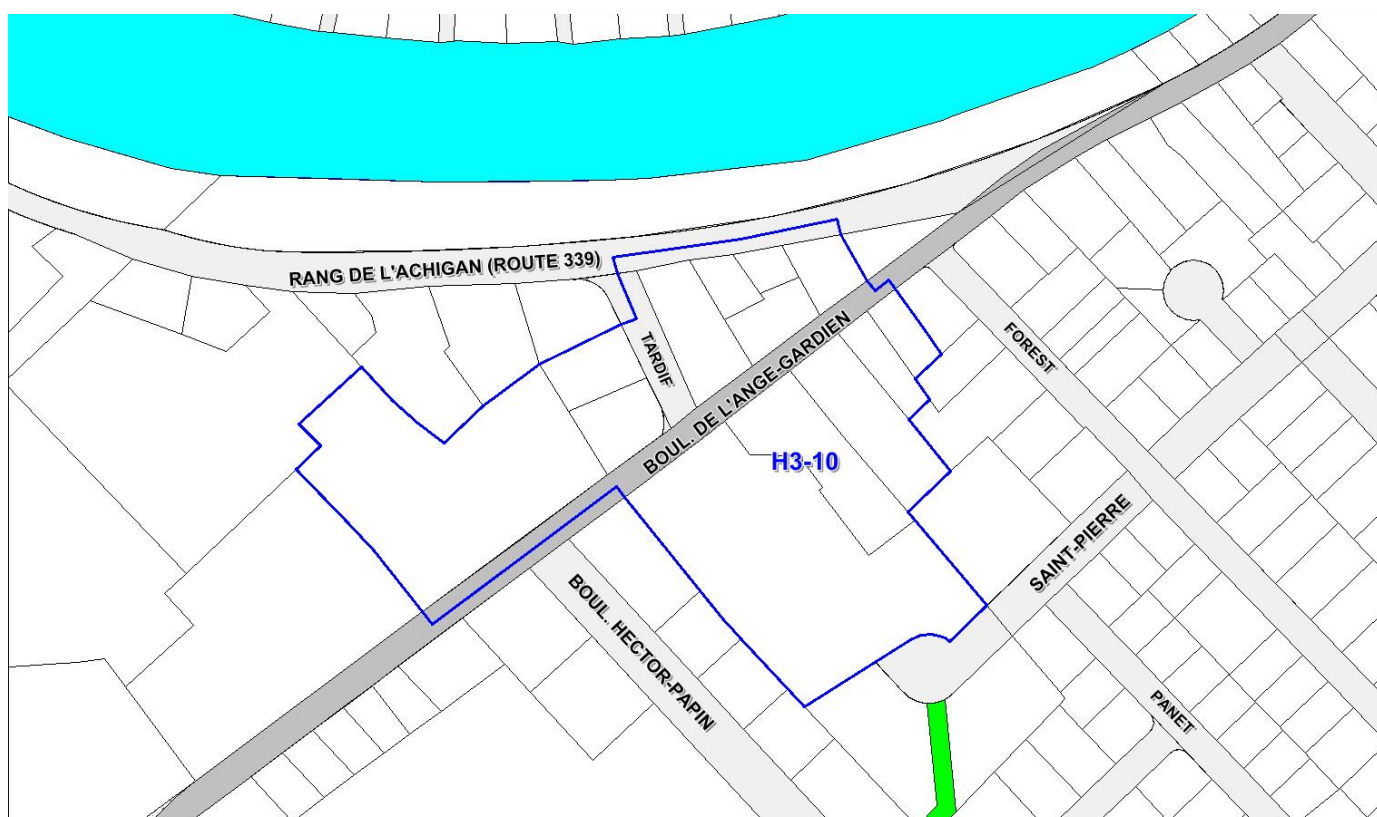 RANG DE L'ACHIGAN (ROUTE 339)
TARDIF
FOREST
BOUL. DE L'ANGE-GARDIEN
H3-10
SAINT-PIERRE
BOUL. HECTOR-PAPIN
PANET